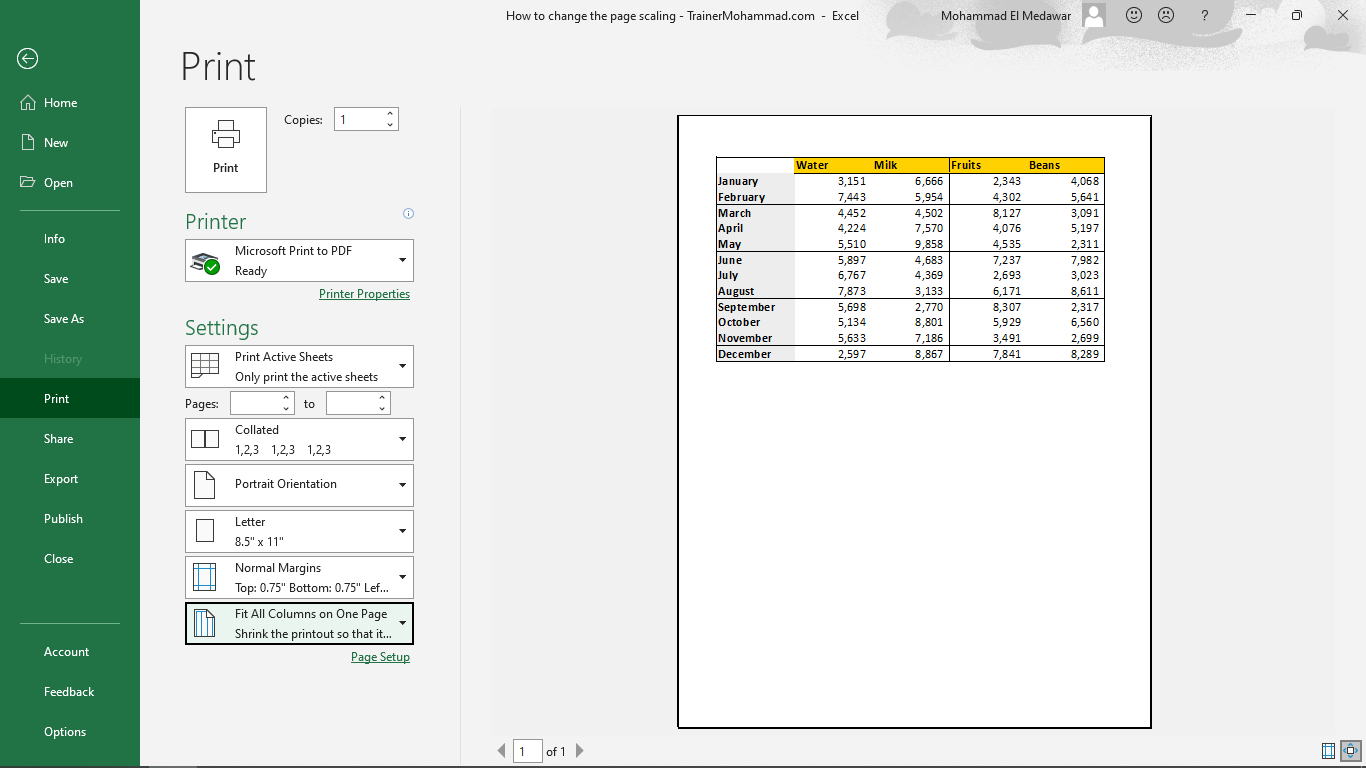 How to change the page scaling - TrainerMohammad.com - Excel
Mohammad El Medawar
?
Home
New
Open
Info
Save
Save As
History
Print
Share
Export
Publish
Close
Account
Feedback
Options
Print
Print
Copies: 1
Printer
Microsoft Print to PDF
Ready
Printer Properties
Settings
Print Active Sheets
Only print the active sheets
Pages: to
Collated
1,2,3 1,2,3 1,2,3
Portrait Orientation
Letter
8.5" x 11"
Normal Margins
Top: 0.75" Bottom: 0.75" Lef...
Fit All Columns on One Page
Shrink the printout so that it...
Page Setup
Water Milk Fruits Beans
January 3,151 6,666 2,343 4,068
February 7,443 5,954 4,302 5,641
March 4,452 4,502 8,127 3,091
April 4,224 7,570 4,076 5,197
May 5,510 9,858 4,535 2,311
June 5,897 4,683 7,237 7,982
July 6,767 4,369 2,693 3,023
August 7,873 3,133 6,171 8,611
September 5,698 2,770 8,307 2,317
October 5,134 8,801 5,929 6,560
November 5,633 7,186 3,491 2,699
December 2,597 8,867 7,841 8,289
1 of 1